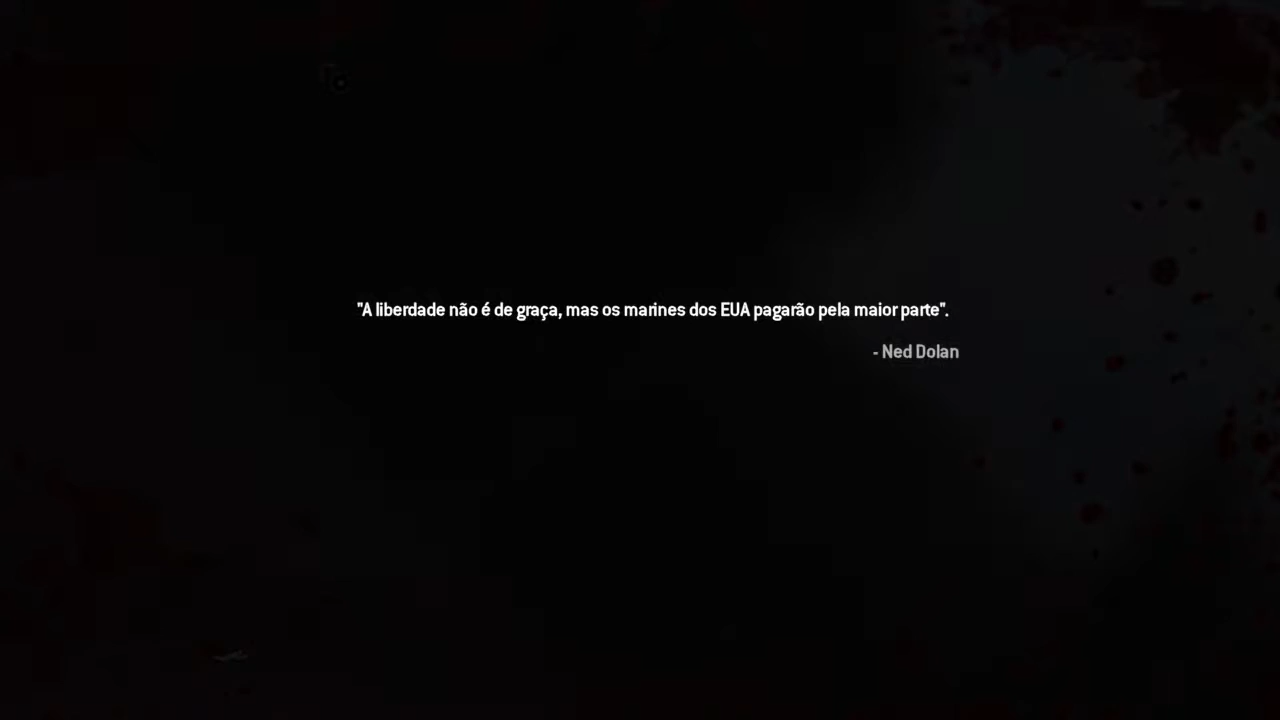 "A liberdade não é de graça, mas os marines dos EUA pagarão pela maior parte".
- Ned Dolan